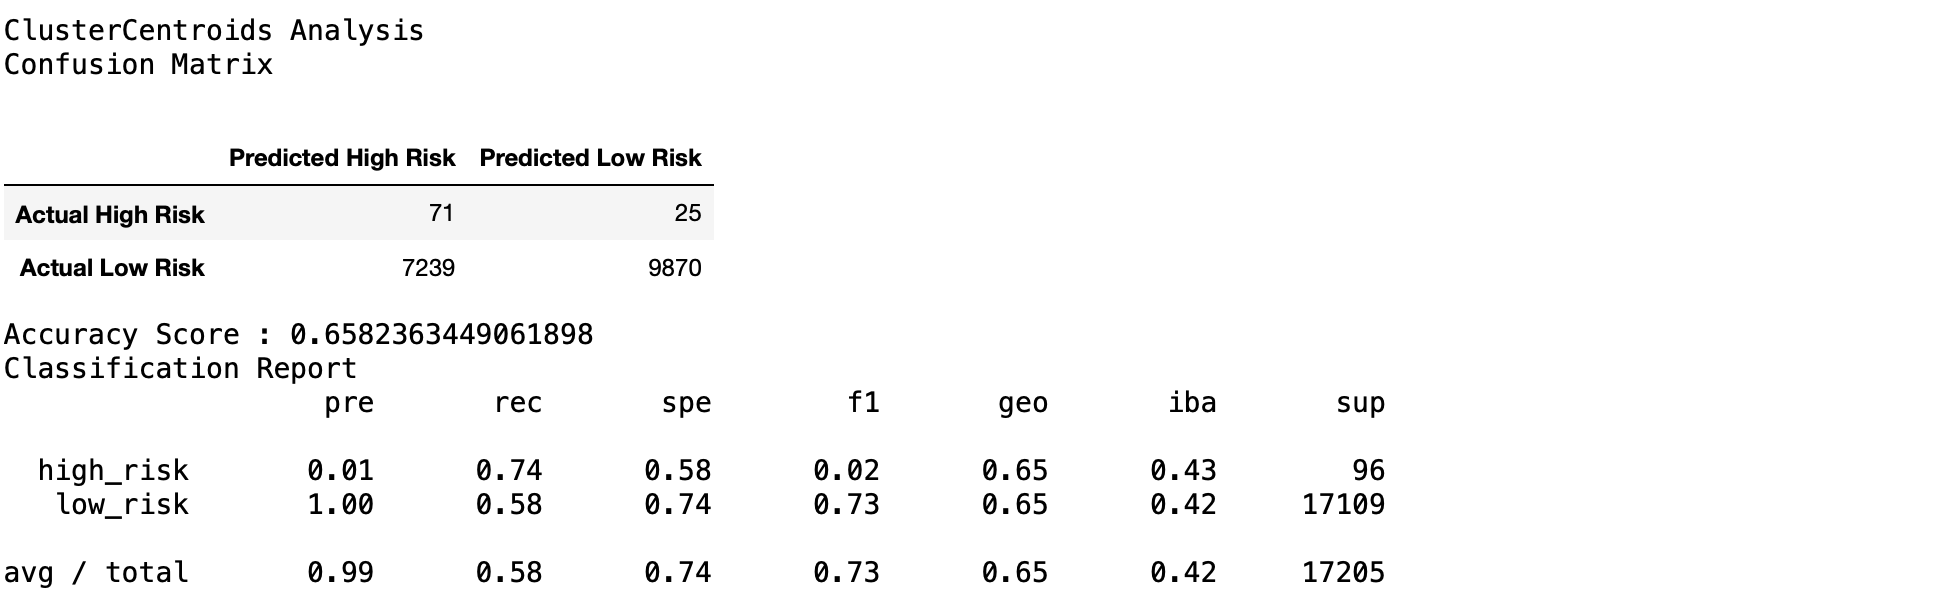 ClusterCentroids Analysis
Confusion Matrix
Predicted High Risk Predicted Low Risk
Actual High Risk 71 25
Actual Low Risk 7239 9870
Accuracy Score : 0.6582363449061898
Classification Report
pre rec spe f1 geo iba sup
high_risk 0.01 0.74 0.58 0.02 0.65 0.43 96
low_risk 1.00 0.58 0.74 0.73 0.65 0.42 17109
avg / total 0.99 0.58 0.74 0.73 0.65 0.42 17205